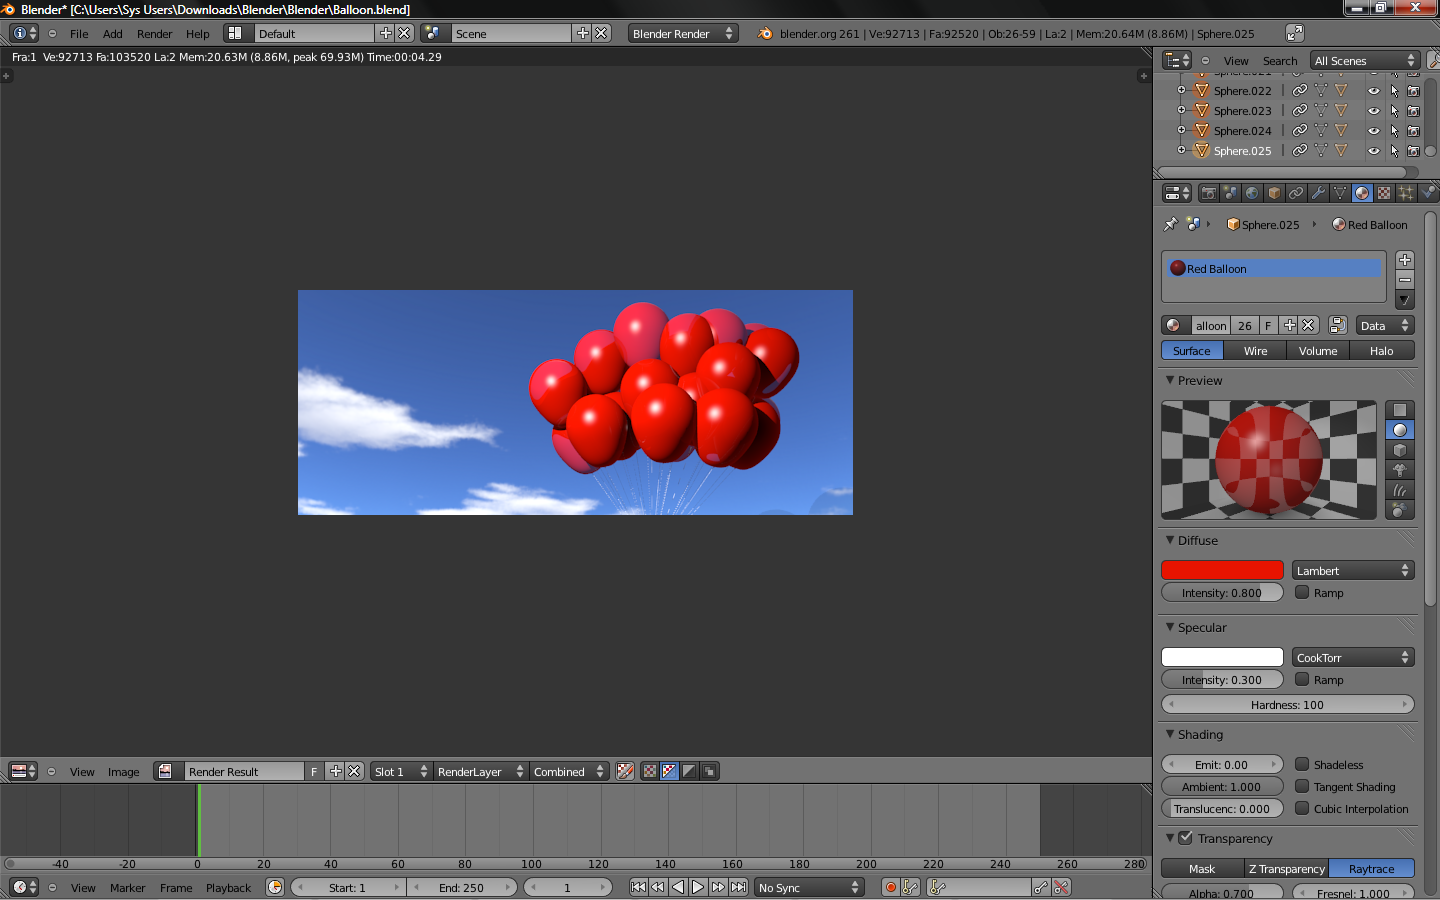 Blender* [C:\Users\Sys Users\Downloads\Blender\Blender\Balloon.blend]
File Add Render Help Default Scene Blender Render blender.org 261 | Ve:92713 | Fa:92520 | Ob:26-59 | La:2 | Mem:20.64M (8.86M) | Sphere.025
Fra:1 Ve:92713 Fa:103520 La:2 Mem:20.63M (8.86M, peak 69.93M) Time:00:04.29
View Search All Scenes
Sphere.021
Sphere.022
Sphere.023
Sphere.024
Sphere.025
Sphere.025 Red Balloon
Red Balloon
alloon 26 F Data
Surface Wire Volume Halo
Preview
Diffuse
Lambert
Intensity: 0.800 Ramp
Specular
CookTorr
Intensity: 0.300 Ramp
Hardness: 100
Shading
Emit: 0.00 Shadeless
Ambient: 1.000 Tangent Shading
Translucenc: 0.000 Cubic Interpolation
Transparency
Mask Z Transparency Raytrace
Alpha: 0.700 Fresnel: 1.000
View Image Render Result F Slot 1 RenderLayer Combined
-40 -20 0 20 40 60 80 100 120 140 160 180 200 220 240 260 280
View Marker Frame Playback Start: 1 End: 250 1 No Sync